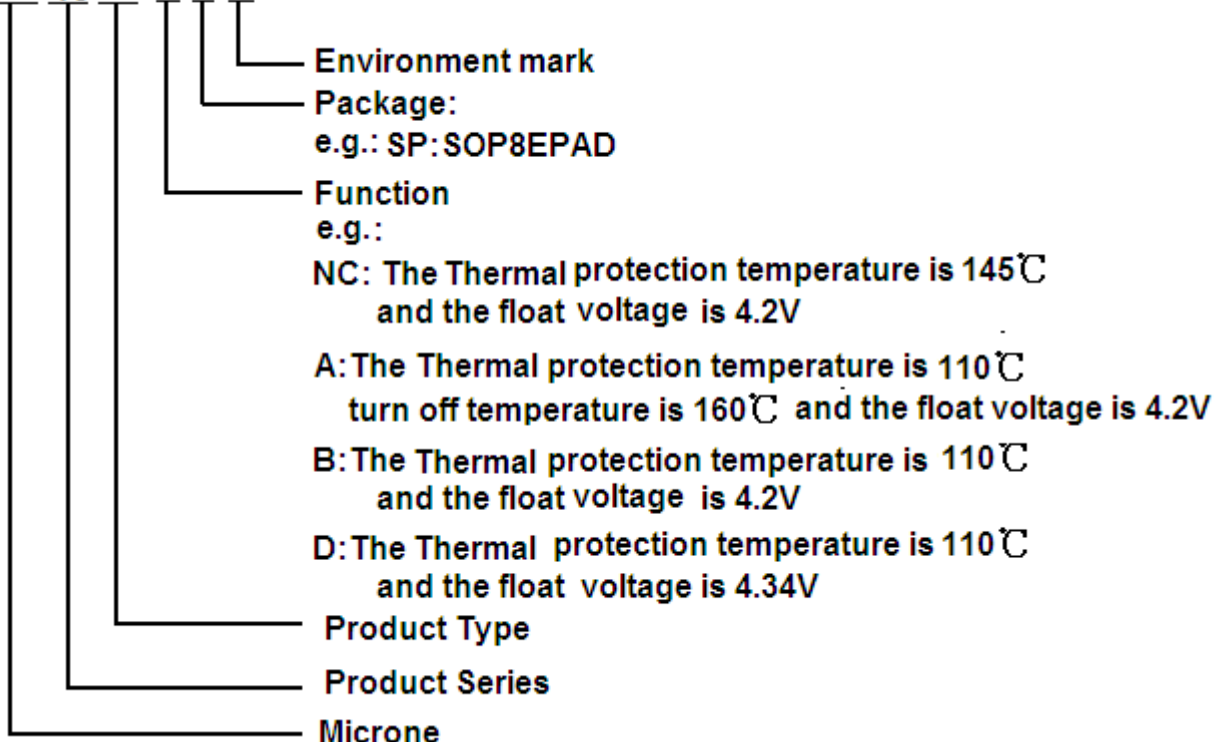 Environment mark
Package:
e.g.: SP:SOP8EPAD
Function
e.g.:
NC: The Thermal protection temperature is 145℃
and the float voltage is 4.2V
A:The Thermal protection temperature is 110℃
turn off temperature is 160℃ and the float voltage is 4.2V
B:The Thermal protection temperature is 110℃
and the float voltage is 4.2V
D:The Thermal protection temperature is 110℃
and the float voltage is 4.34V
Product Type
Product Series
Microne